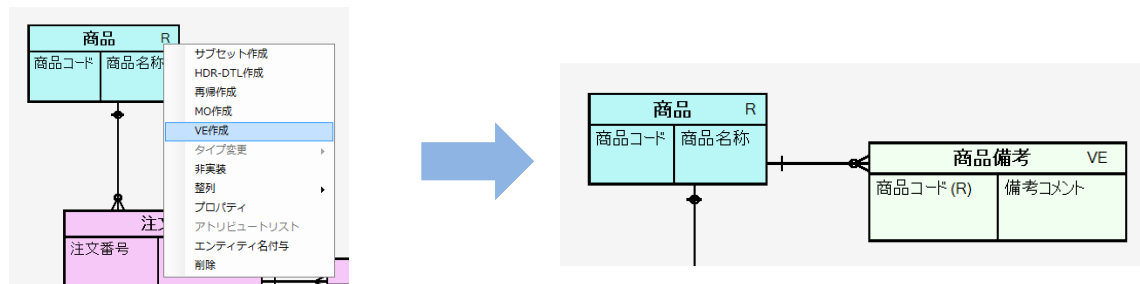 商品 R
商品コード 商品名称
サブセット作成
HDR-DTL作成
再帰作成
MO作成
VE作成
タイプ変更
非実装
整列
プロパティ
アトリビュートリスト
エンティティ名付与
削除
注文
注文番号
商品 R
商品コード 商品名称
商品備考 VE
商品コード(R) 備考コメント